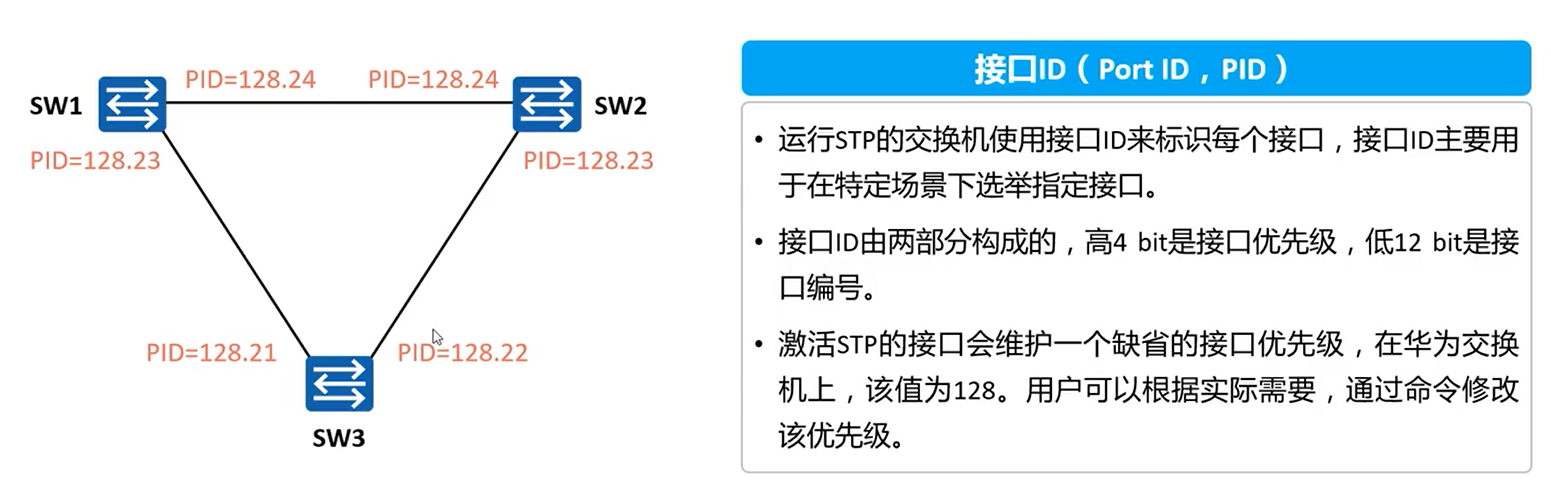 PID=128.24
PID=128.24
SW1
SW2
PID=128.23
PID=128.23
PID=128.21
PID=128.22
SW3
接口ID（Port ID，PID）
• 运行STP的交换机使用接口ID来标识每个接口，接口ID主要用
于在特定场景下选举指定接口。
• 接口ID由两部分构成的，高4 bit是接口优先级，低12 bit是接
口编号。
• 激活STP的接口会维护一个缺省的接口优先级，在华为交换
机上，该值为128。用户可以根据实际需要，通过命令修改
该优先级。